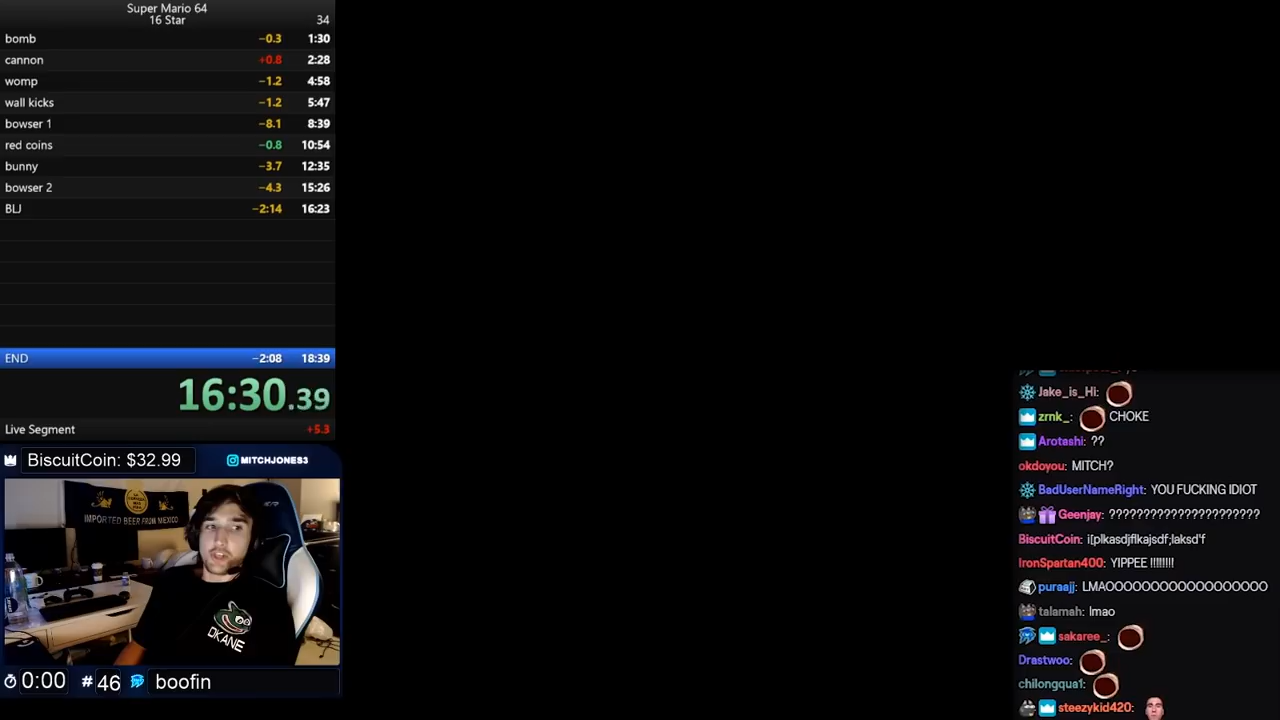 Super Mario 64
16 Star 34
bomb −0.3 1:30
cannon +0.8 2:28
womp −1.2 4:58
wall kicks −1.2 5:47
bowser 1 −8.1 8:39
red coins −0.8 10:54
bunny −3.7 12:35
bowser 2 −4.3 15:26
BLJ −2:14 16:23
END −2:08 18:39
16:30.39
Live Segment +5.3
BiscuitCoin: $32.99
MITCHJONES3
IMPORTED BEER FROM MEXICO
DKANE
0:00 # 46 boofin
Jake_is_Hi:
zrnk_: CHOKE
Arotashi: ??
okdoyou: MITCH?
BadUserNameRight: YOU FUCKING IDIOT
Geenjay: ??????????????????????
BiscuitCoin: i[plkasdjflkajsdf;laksd'f
IronSpartan400: YIPPEE !!!!!!!!
puraajj: LMAOOOOOOOOOOOOOOOOOO
talamah: lmao
sakaree_:
Drastwoo:
chilongqua1:
steezykid420: